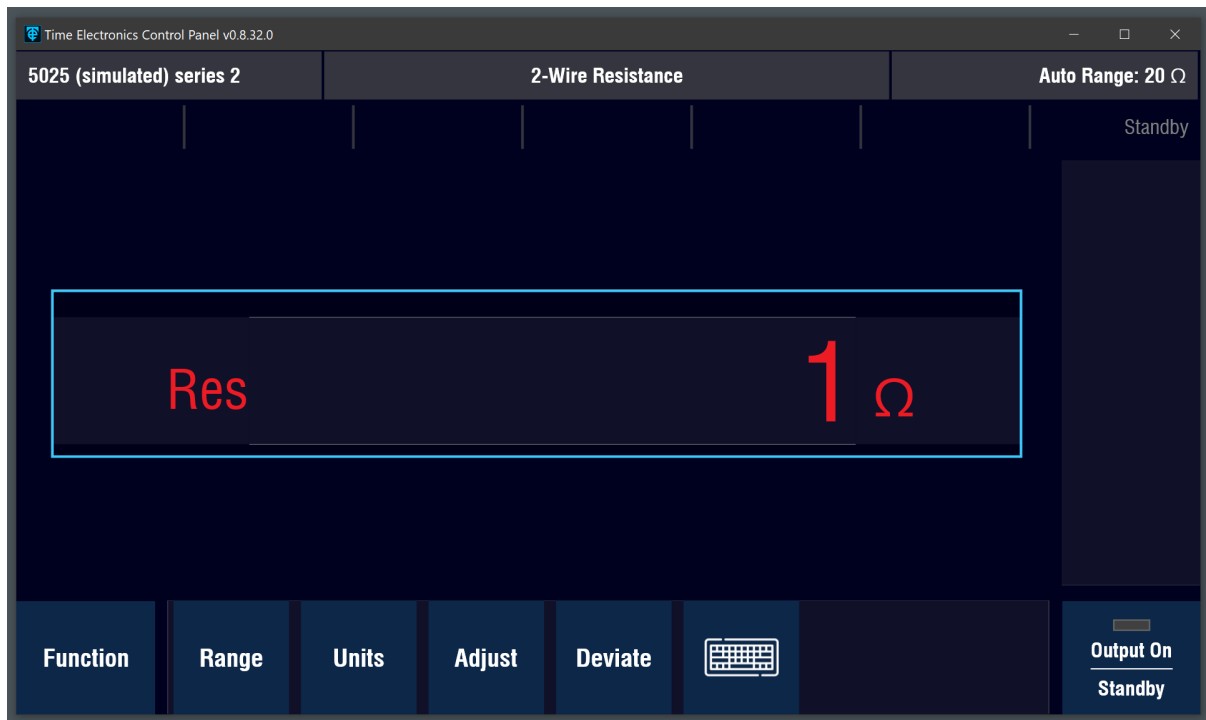 Time Electronics Control Panel v0.8.32.0
5025 (simulated) series 2
2-Wire Resistance
Auto Range: 20 Ω
Standby
Res 1 Ω
Function
Range
Units
Adjust
Deviate
Output On
Standby